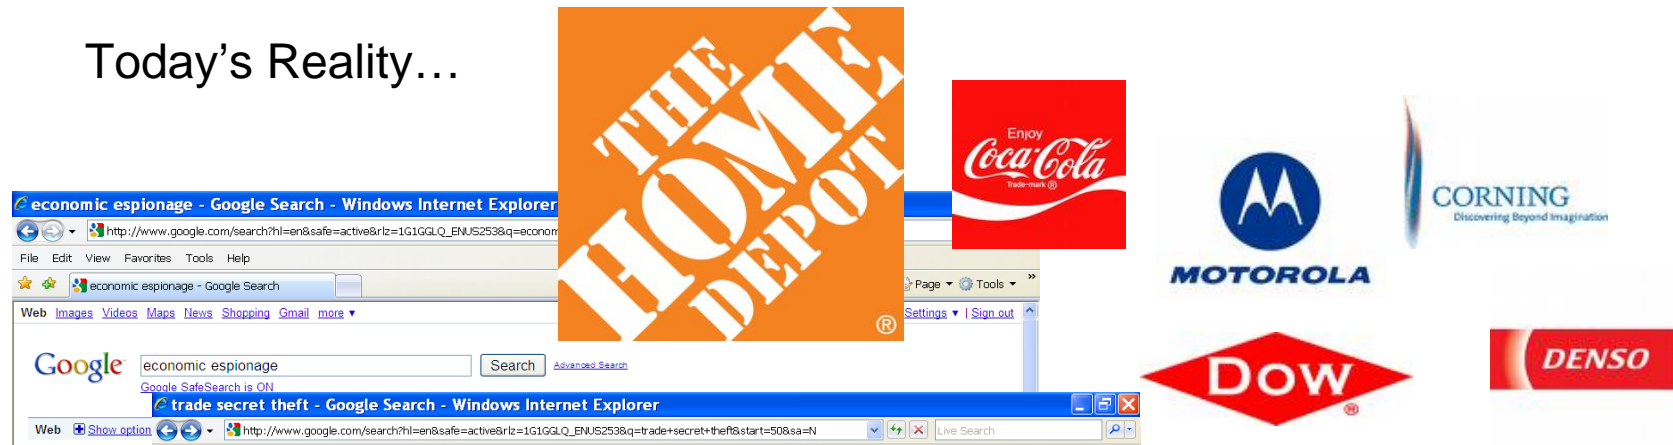 Today's Reality…
THE
HOME
DEPOT
®
Enjoy
Coca-Cola
Trade-mark ®
MOTOROLA
CORNING
Discovering Beyond Imagination
DOW
®
DENSO
economic espionage - Google Search - Windows Internet Explorer
http://www.google.com/search?hl=en&safe=active&rlz=1G1GGLQ_ENUS253&q=econom
File Edit View Favorites Tools Help
economic espionage - Google Search
Page Tools »
Web Images Videos Maps News Shopping Gmail more
Settings | Sign out
Google economic espionage Search Advanced Search
Google SafeSearch is ON
Web Show option
trade secret theft - Google Search - Windows Internet Explorer
http://www.google.com/search?hl=en&safe=active&rlz=1G1GGLQ_ENUS253&q=trade+secret+theft&start=50&sa=N
Live Search